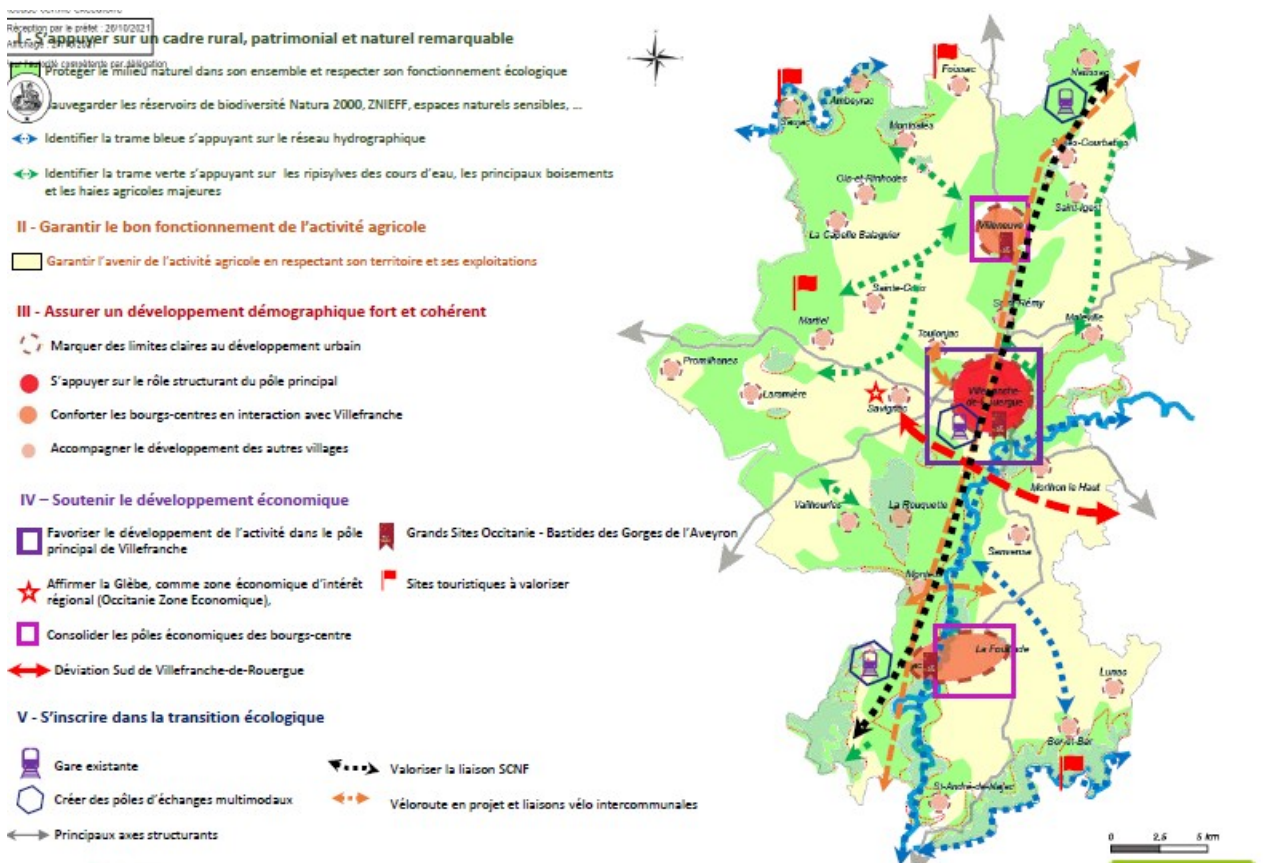 Réception par le préfet : 26/10/2021
I - S'appuyer sur un cadre rural, patrimonial et naturel remarquable
Protéger le milieu naturel dans son ensemble et respecter son fonctionnement écologique
Sauvegarder les réservoirs de biodiversité Natura 2000, ZNIEFF, espaces naturels sensibles, ...
Identifier la trame bleue s'appuyant sur le réseau hydrographique
Identifier la trame verte s'appuyant sur les ripisylves des cours d'eau, les principaux boisements
et les haies agricoles majeures
II - Garantir le bon fonctionnement de l'activité agricole
Garantir l'avenir de l'activité agricole en respectant son territoire et ses exploitations
III - Assurer un développement démographique fort et cohérent
Marquer des limites claires au développement urbain
S'appuyer sur le rôle structurant du pôle principal
Conforter les bourgs-centres en interaction avec Villefranche
Accompagner le développement des autres villages
IV – Soutenir le développement économique
Favoriser le développement de l'activité dans le pôle
principal de Villefranche
Grands Sites Occitanie - Bastides des Gorges de l'Aveyron
Affirmer la Glèbe, comme zone économique d'intérêt
régional (Occitanie Zone Economique),
Sites touristiques à valoriser
Consolider les pôles économiques des bourgs-centre
Déviation Sud de Villefranche-de-Rouergue
V - S'inscrire dans la transition écologique
Gare existante
Valoriser la liaison SCNF
Créer des pôles d'échanges multimodaux
Véloroute en projet et liaisons vélo intercommunales
Principaux axes structurants
Foissac
Naussac
Ambeyrac
Saujac
Montsalès
Ols-et-Rinhodes
Saint-Igest
La Capelle Balaguier
Villeneuve
Sainte-Croix
Martiel
Saint-Rémy
Maleville
Toulonjac
Promilhanes
Laramière
Savignac
Villefranche-
de-Rouergue
Morlhon le Haut
Vailhourles
La Rouquette
Sanvensa
Monteils
La Fouillade
Lunac
Bor-et-Bar
St-André-de-Najac
0 2,5 5 km